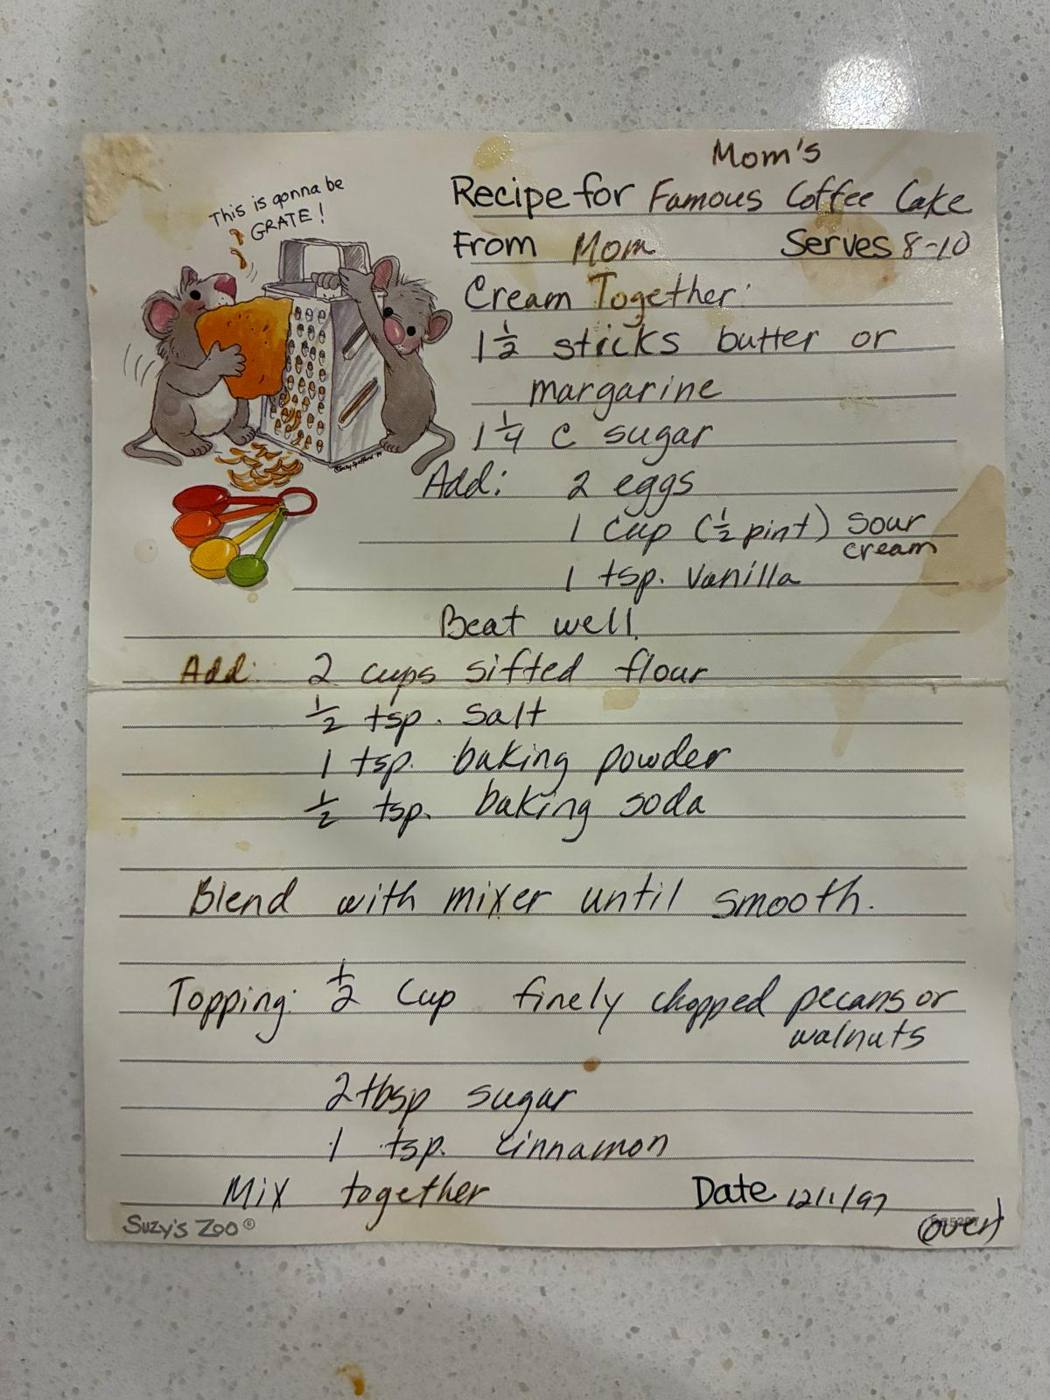 This is gonna be
GRATE!
Mom's
Recipe for Famous Coffee Cake
From Mom Serves 8-10
Cream Together:
1 1/2 sticks butter or
margarine
1 1/4 C sugar
Add: 2 eggs
1 Cup (1/2 pint) sour
cream
1 tsp. Vanilla
Beat well.
Add: 2 cups sifted flour
1/2 tsp. salt
1 tsp. baking powder
1/2 tsp. baking soda
Blend with mixer until smooth.
Topping: 1/2 Cup finely chopped pecans or
walnuts
2 tbsp sugar
1 tsp. cinnamon
Mix together Date 12/1/97
Suzy's Zoo® (over)